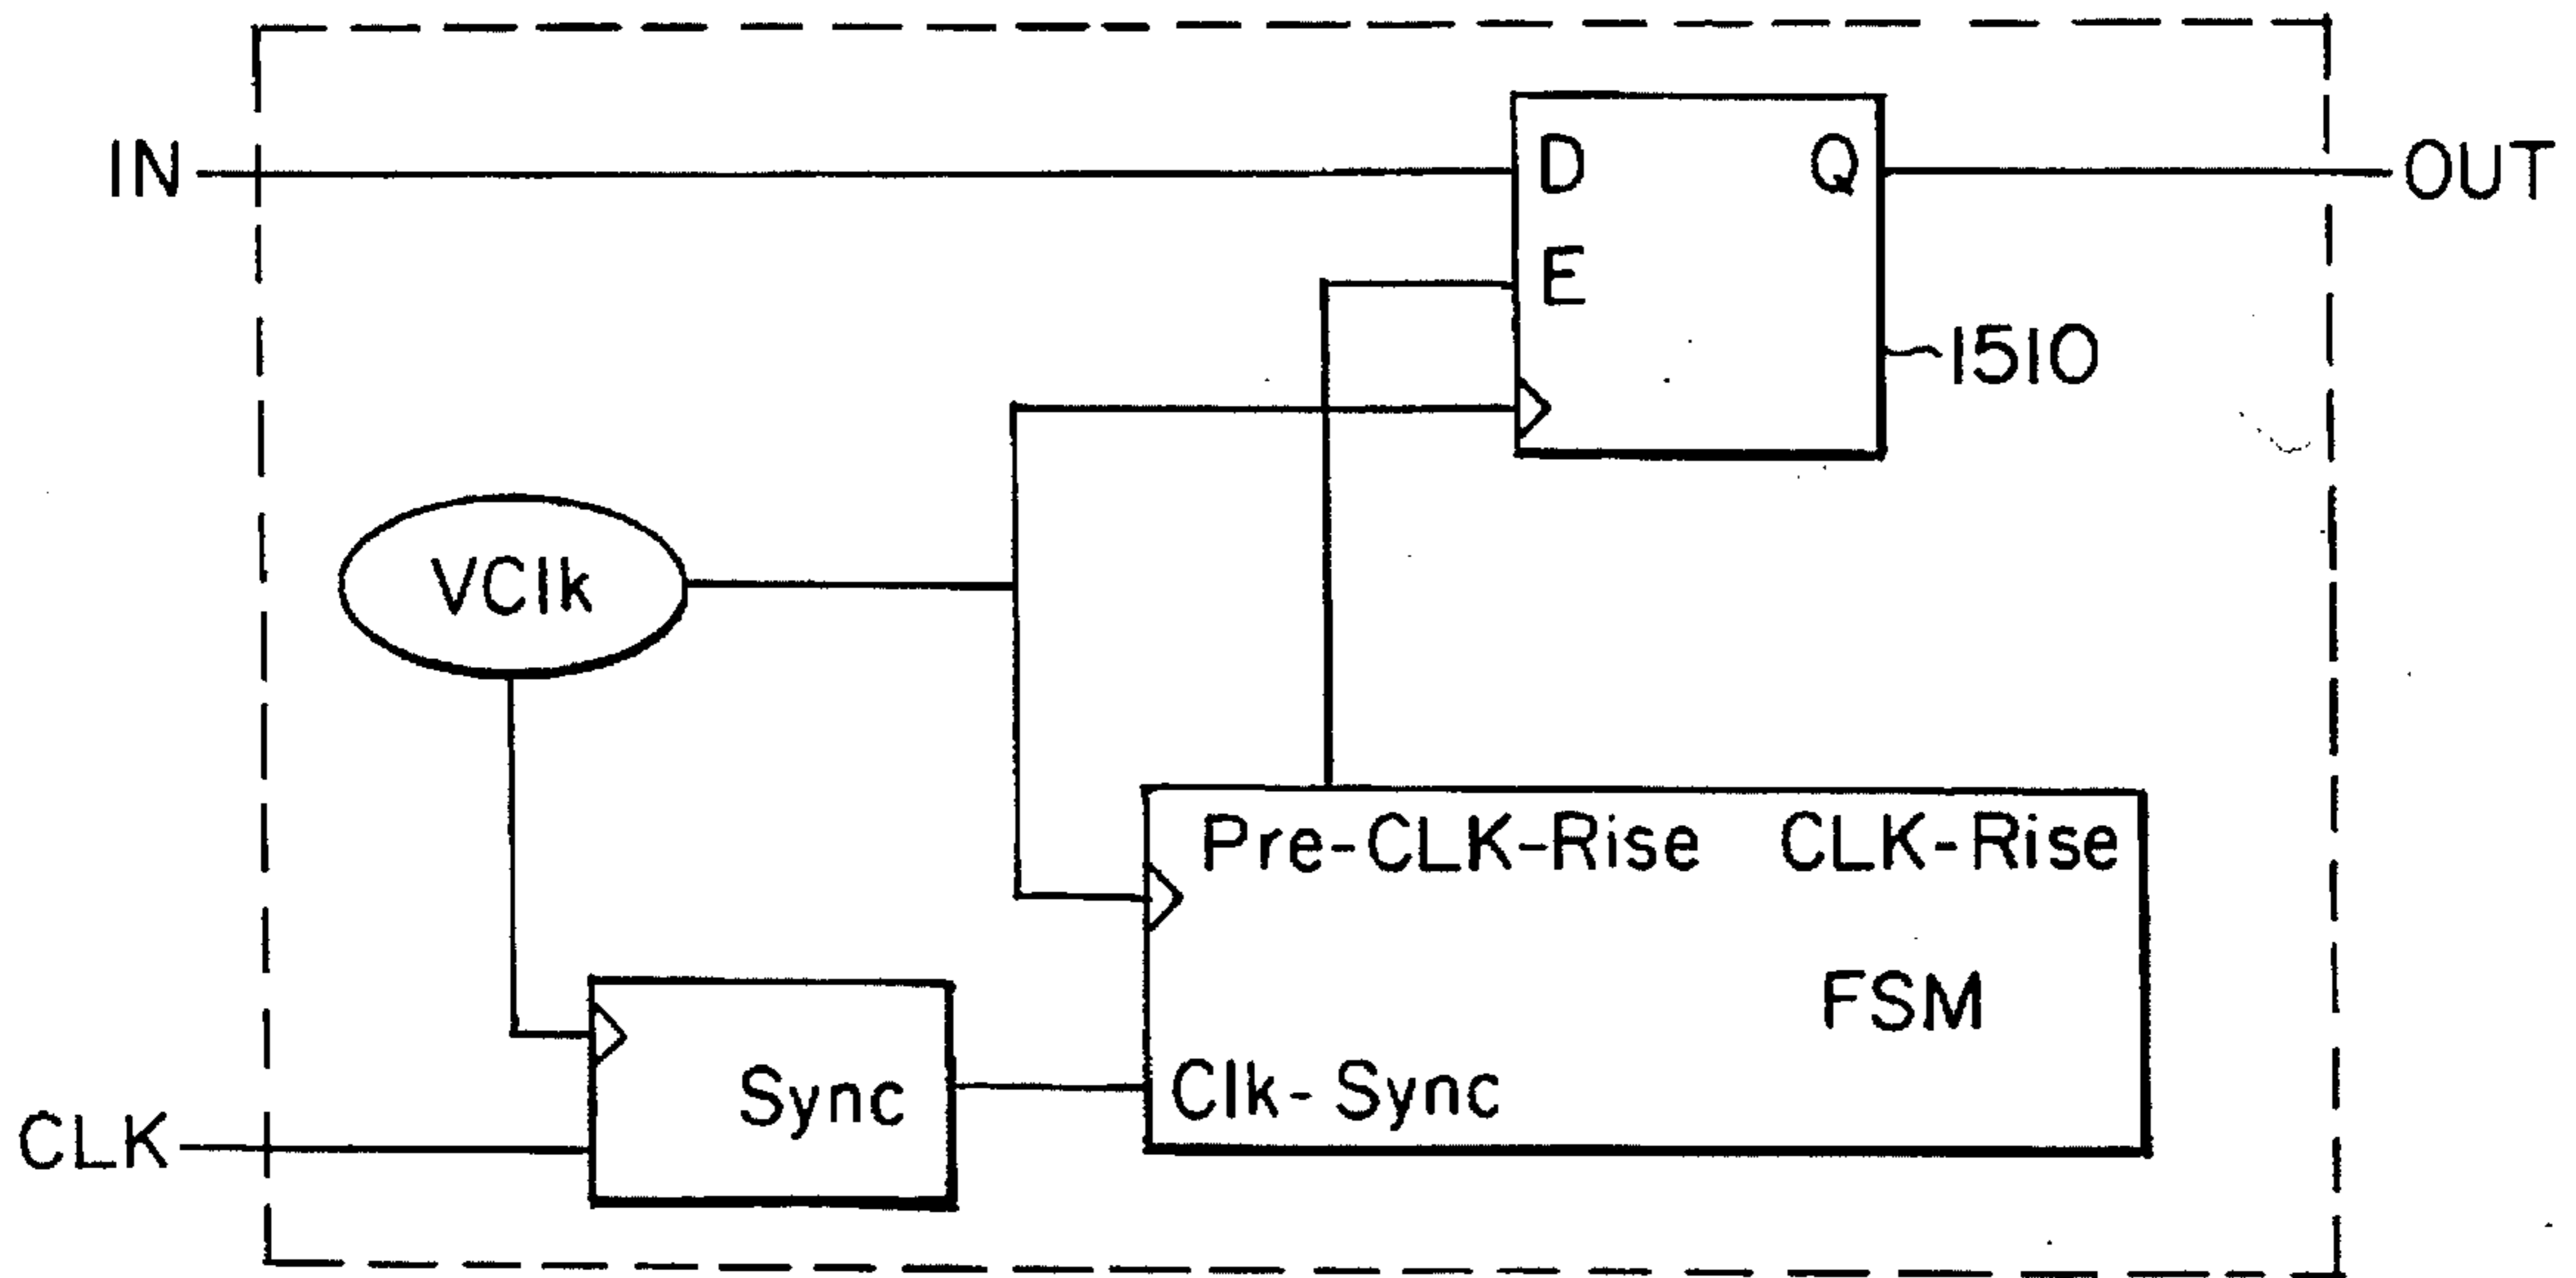 IN
D
Q
OUT
E
1510
VClk
Pre-CLK-Rise
CLK-Rise
FSM
Sync
Clk-Sync
CLK